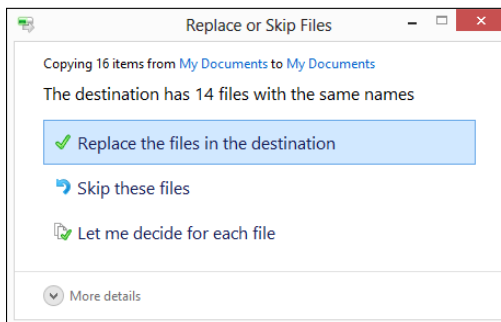 Replace or Skip Files
Copying 16 items from My Documents to My Documents
The destination has 14 files with the same names
Replace the files in the destination
Skip these files
Let me decide for each file
More details